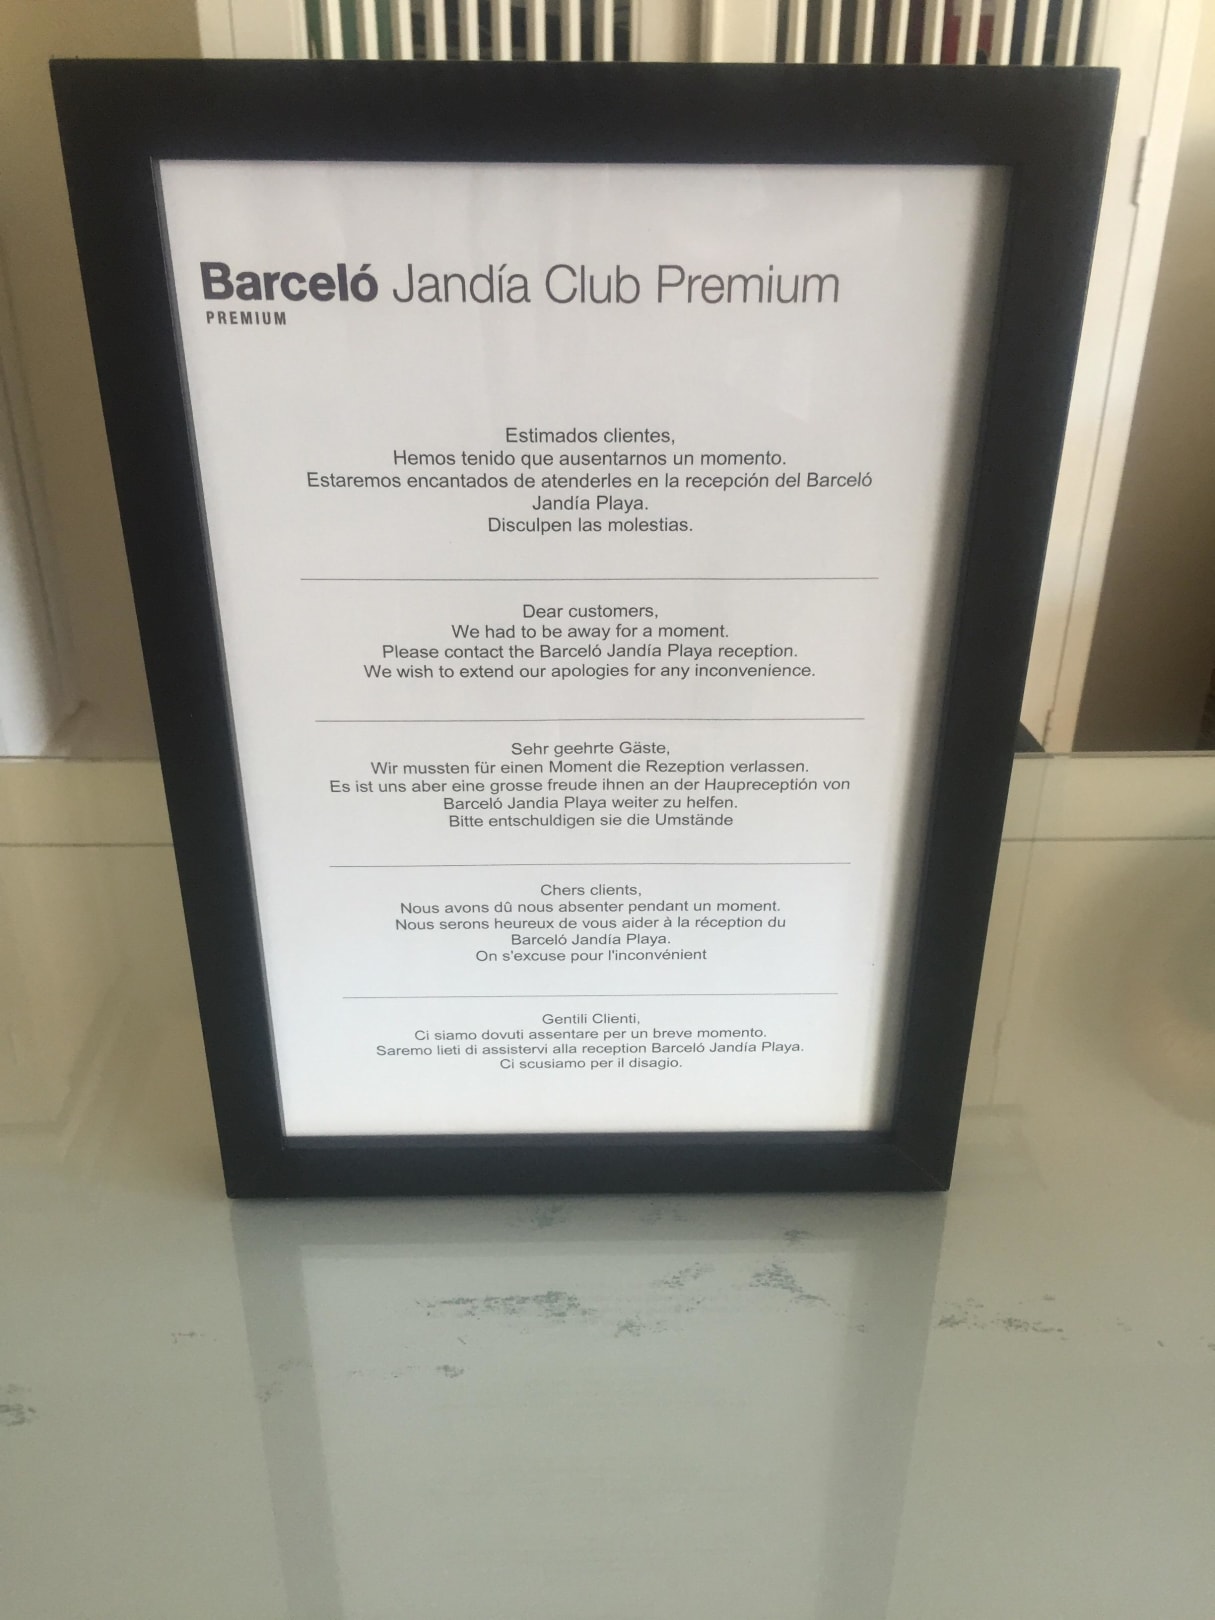 Barceló Jandía Club Premium
PREMIUM
Estimados clientes,
Hemos tenido que ausentarnos un momento.
Estaremos encantados de atenderles en la recepción del Barceló
Jandía Playa.
Disculpen las molestias.
Dear customers,
We had to be away for a moment.
Please contact the Barceló Jandía Playa reception.
We wish to extend our apologies for any inconvenience.
Sehr geehrte Gäste,
Wir mussten für einen Moment die Rezeption verlassen.
Es ist uns aber eine grosse freude ihnen an der Haupreceptión von
Barceló Jandia Playa weiter zu helfen.
Bitte entschuldigen sie die Umstände
Chers clients,
Nous avons dû nous absenter pendant un moment.
Nous serons heureux de vous aider à la réception du
Barceló Jandía Playa.
On s'excuse pour l'inconvénient
Gentili Clienti,
Ci siamo dovuti assentare per un breve momento.
Saremo lieti di assistervi alla reception Barceló Jandía Playa.
Ci scusiamo per il disagio.